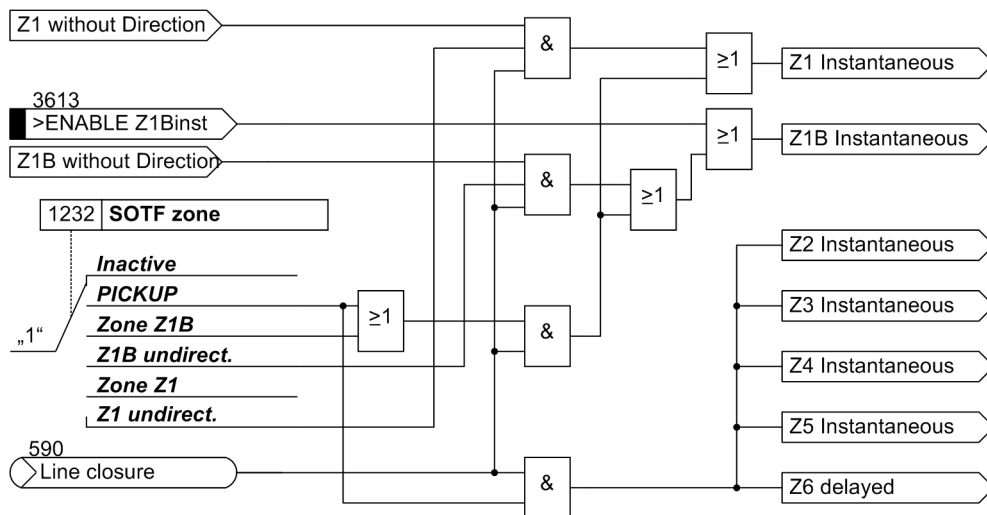 Z1 without Direction
&
≥1
Z1 Instantaneous
3613
>ENABLE Z1Binst
≥1
Z1B Instantaneous
Z1B without Direction
&
≥1
1232 SOTF zone
Z2 Instantaneous
Inactive
PICKUP
≥1
Z3 Instantaneous
Zone Z1B
&
„1“
Z1B undirect.
Z4 Instantaneous
Zone Z1
Z1 undirect.
Z5 Instantaneous
590
Line closure
&
Z6 delayed